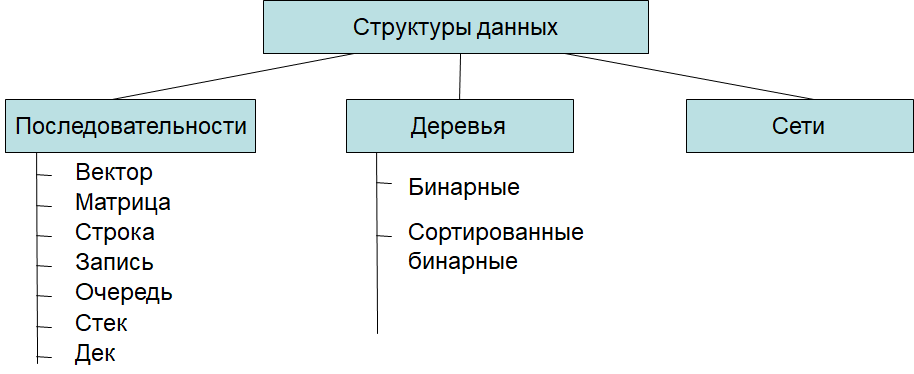 Структуры данных
Последовательности
Деревья
Сети
Вектор
Матрица
Строка
Запись
Очередь
Стек
Дек
Бинарные
Сортированные
бинарные